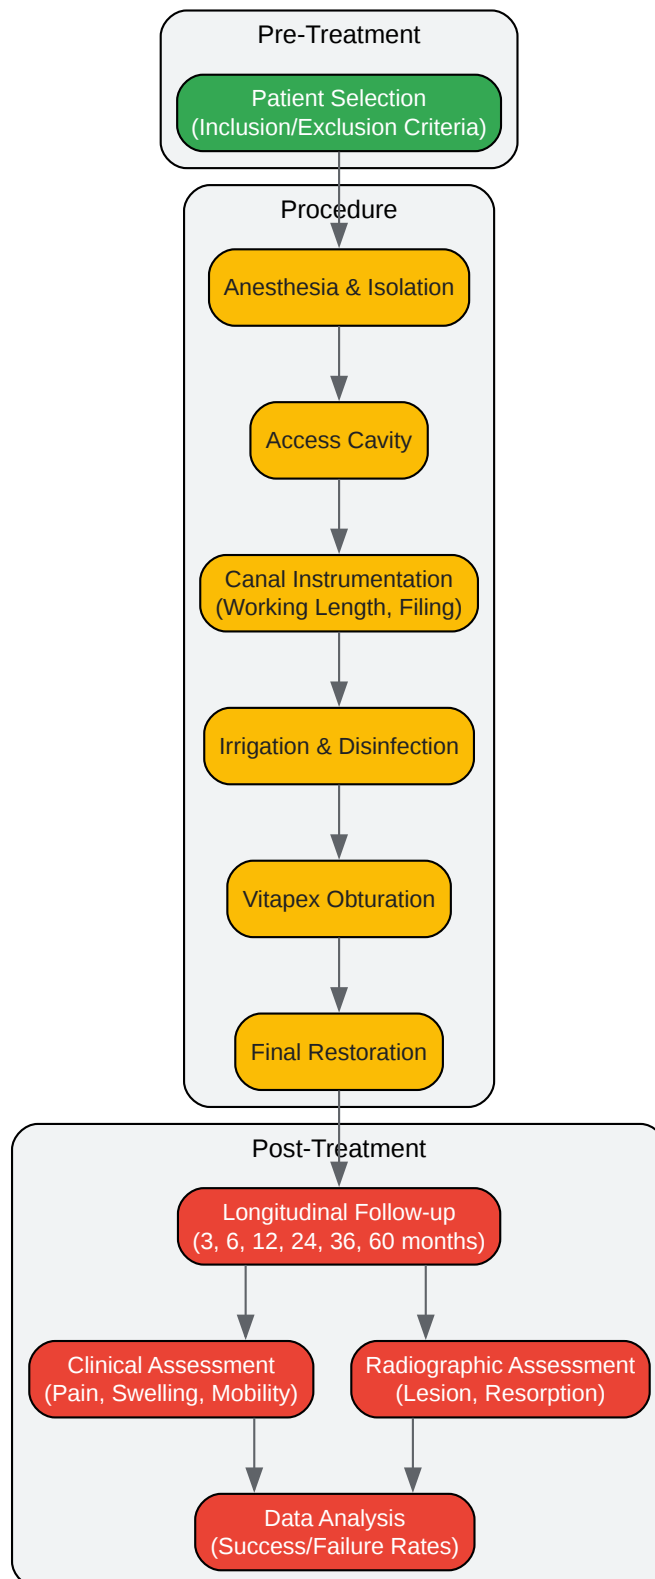 Pre-Treatment
Patient Selection
(Inclusion/Exclusion Criteria)
Procedure
Anesthesia & Isolation
Access Cavity
Canal Instrumentation
(Working Length, Filing)
Irrigation & Disinfection
Vitapex Obturation
Final Restoration
Post-Treatment
Longitudinal Follow-up
(3, 6, 12, 24, 36, 60 months)
Clinical Assessment
(Pain, Swelling, Mobility)
Radiographic Assessment
(Lesion, Resorption)
Data Analysis
(Success/Failure Rates)